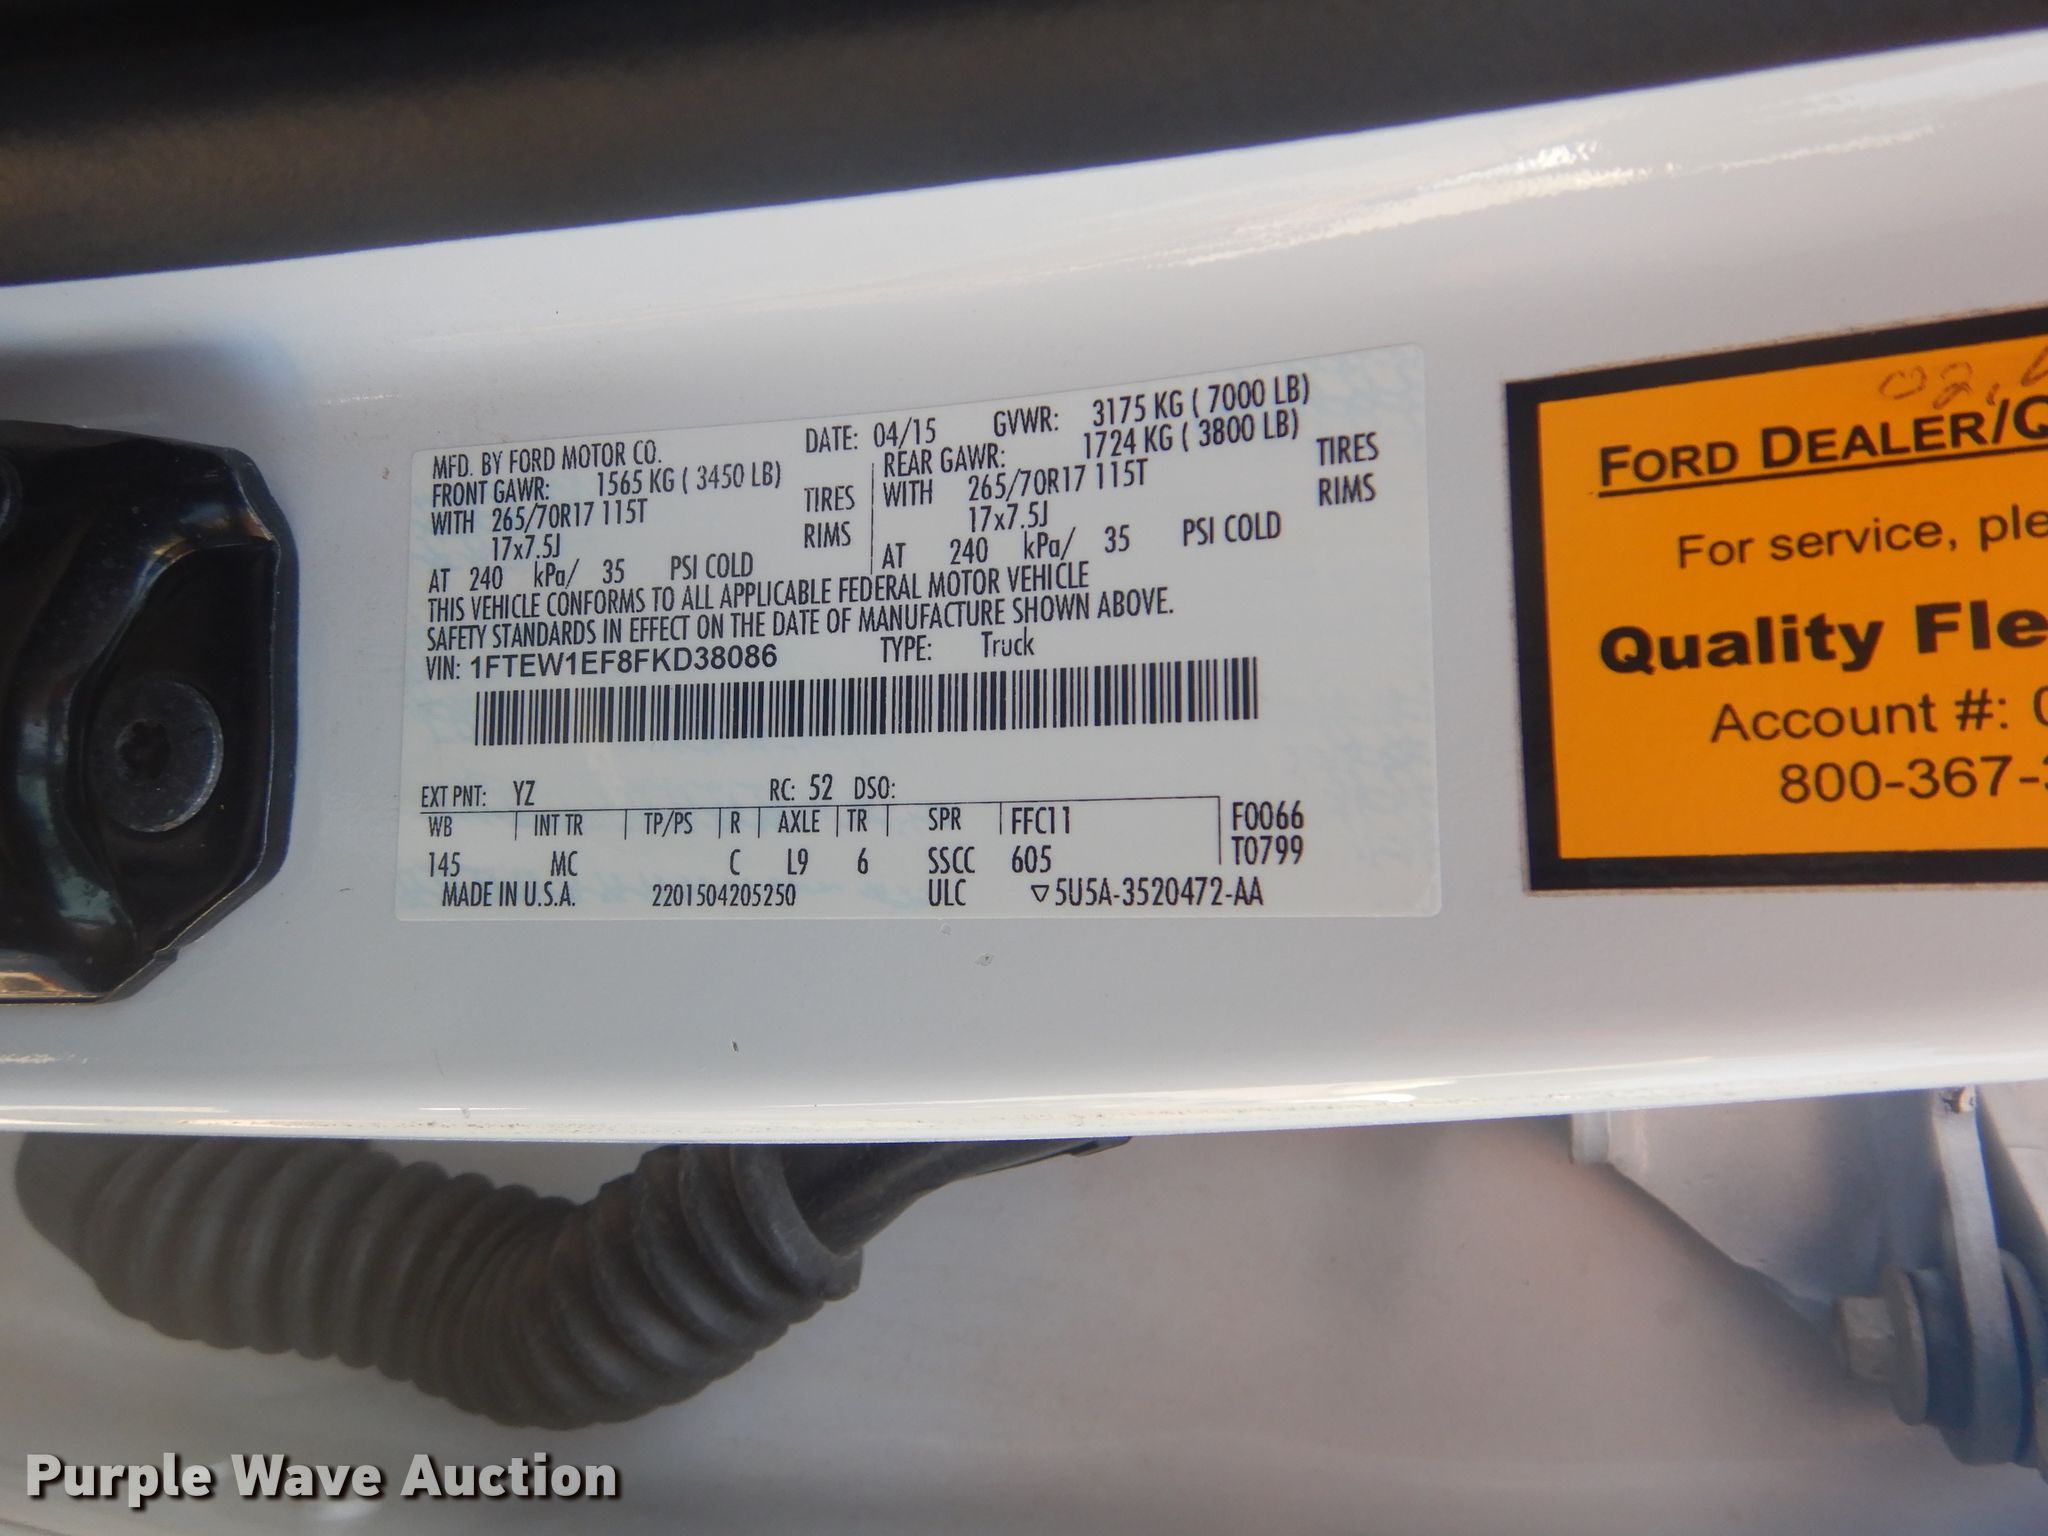 MFD. BY FORD MOTOR CO. DATE: 04/15 GVWR: 3175 KG ( 7000 LB)
FRONT GAWR: 1565 KG ( 3450 LB) REAR GAWR: 1724 KG ( 3800 LB)
WITH 265/70R17 115T TIRES WITH 265/70R17 115T TIRES
17x7.5J RIMS 17x7.5J RIMS
AT 240 kPa/ 35 PSI COLD AT 240 kPa/ 35 PSI COLD
THIS VEHICLE CONFORMS TO ALL APPLICABLE FEDERAL MOTOR VEHICLE
SAFETY STANDARDS IN EFFECT ON THE DATE OF MANUFACTURE SHOWN ABOVE.
VIN: 1FTEW1EF8FKD38086 TYPE: Truck
EXT PNT: YZ RC: 52 DSO:
WB INT TR TP/PS R AXLE TR SPR FFC11 F0066
145 MC C L9 6 SSCC 605 T0799
MADE IN U.S.A. 2201504205250 ULC ▽5U5A-3520472-AA
02,
FORD DEALER/Q
For service, ple
Quality Fle
Account #: 0
800-367-3
Purple Wave Auction